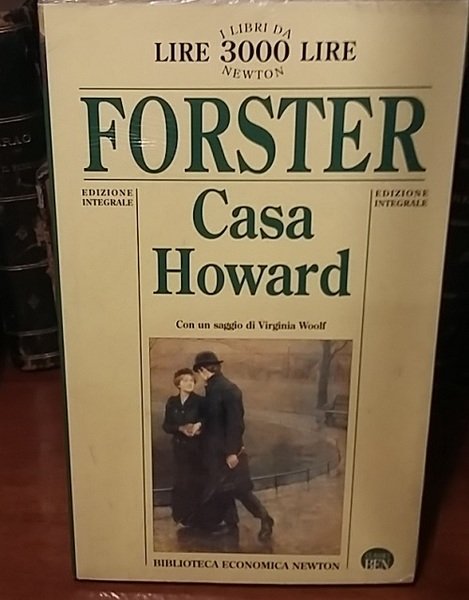 I LIBRI DA
LIRE 3000 LIRE
NEWTON
FORSTER
EDIZIONE
INTEGRALE
EDIZIONE
INTEGRALE
Casa
Howard
Con un saggio di Virginia Woolf
BIBLIOTECA ECONOMICA NEWTON
BEN